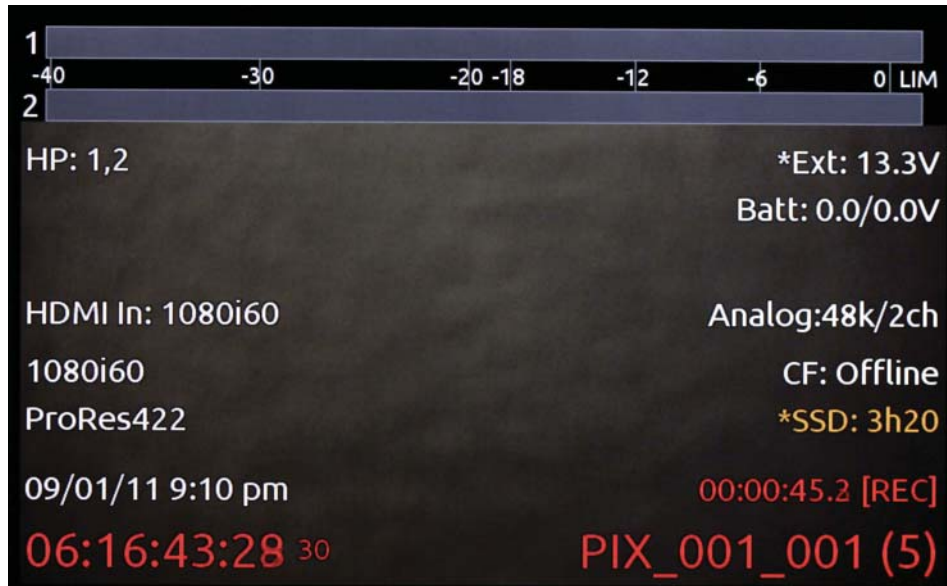 1
-40 -30 -20 -18 -12 -6 0 LIM
2
HP: 1,2
*Ext: 13.3V
Batt: 0.0/0.0V
HDMI In: 1080i60
Analog:48k/2ch
1080i60
CF: Offline
ProRes422
*SSD: 3h20
09/01/11 9:10 pm
00:00:45.2 [REC]
06:16:43:28 30
PIX_001_001 (5)